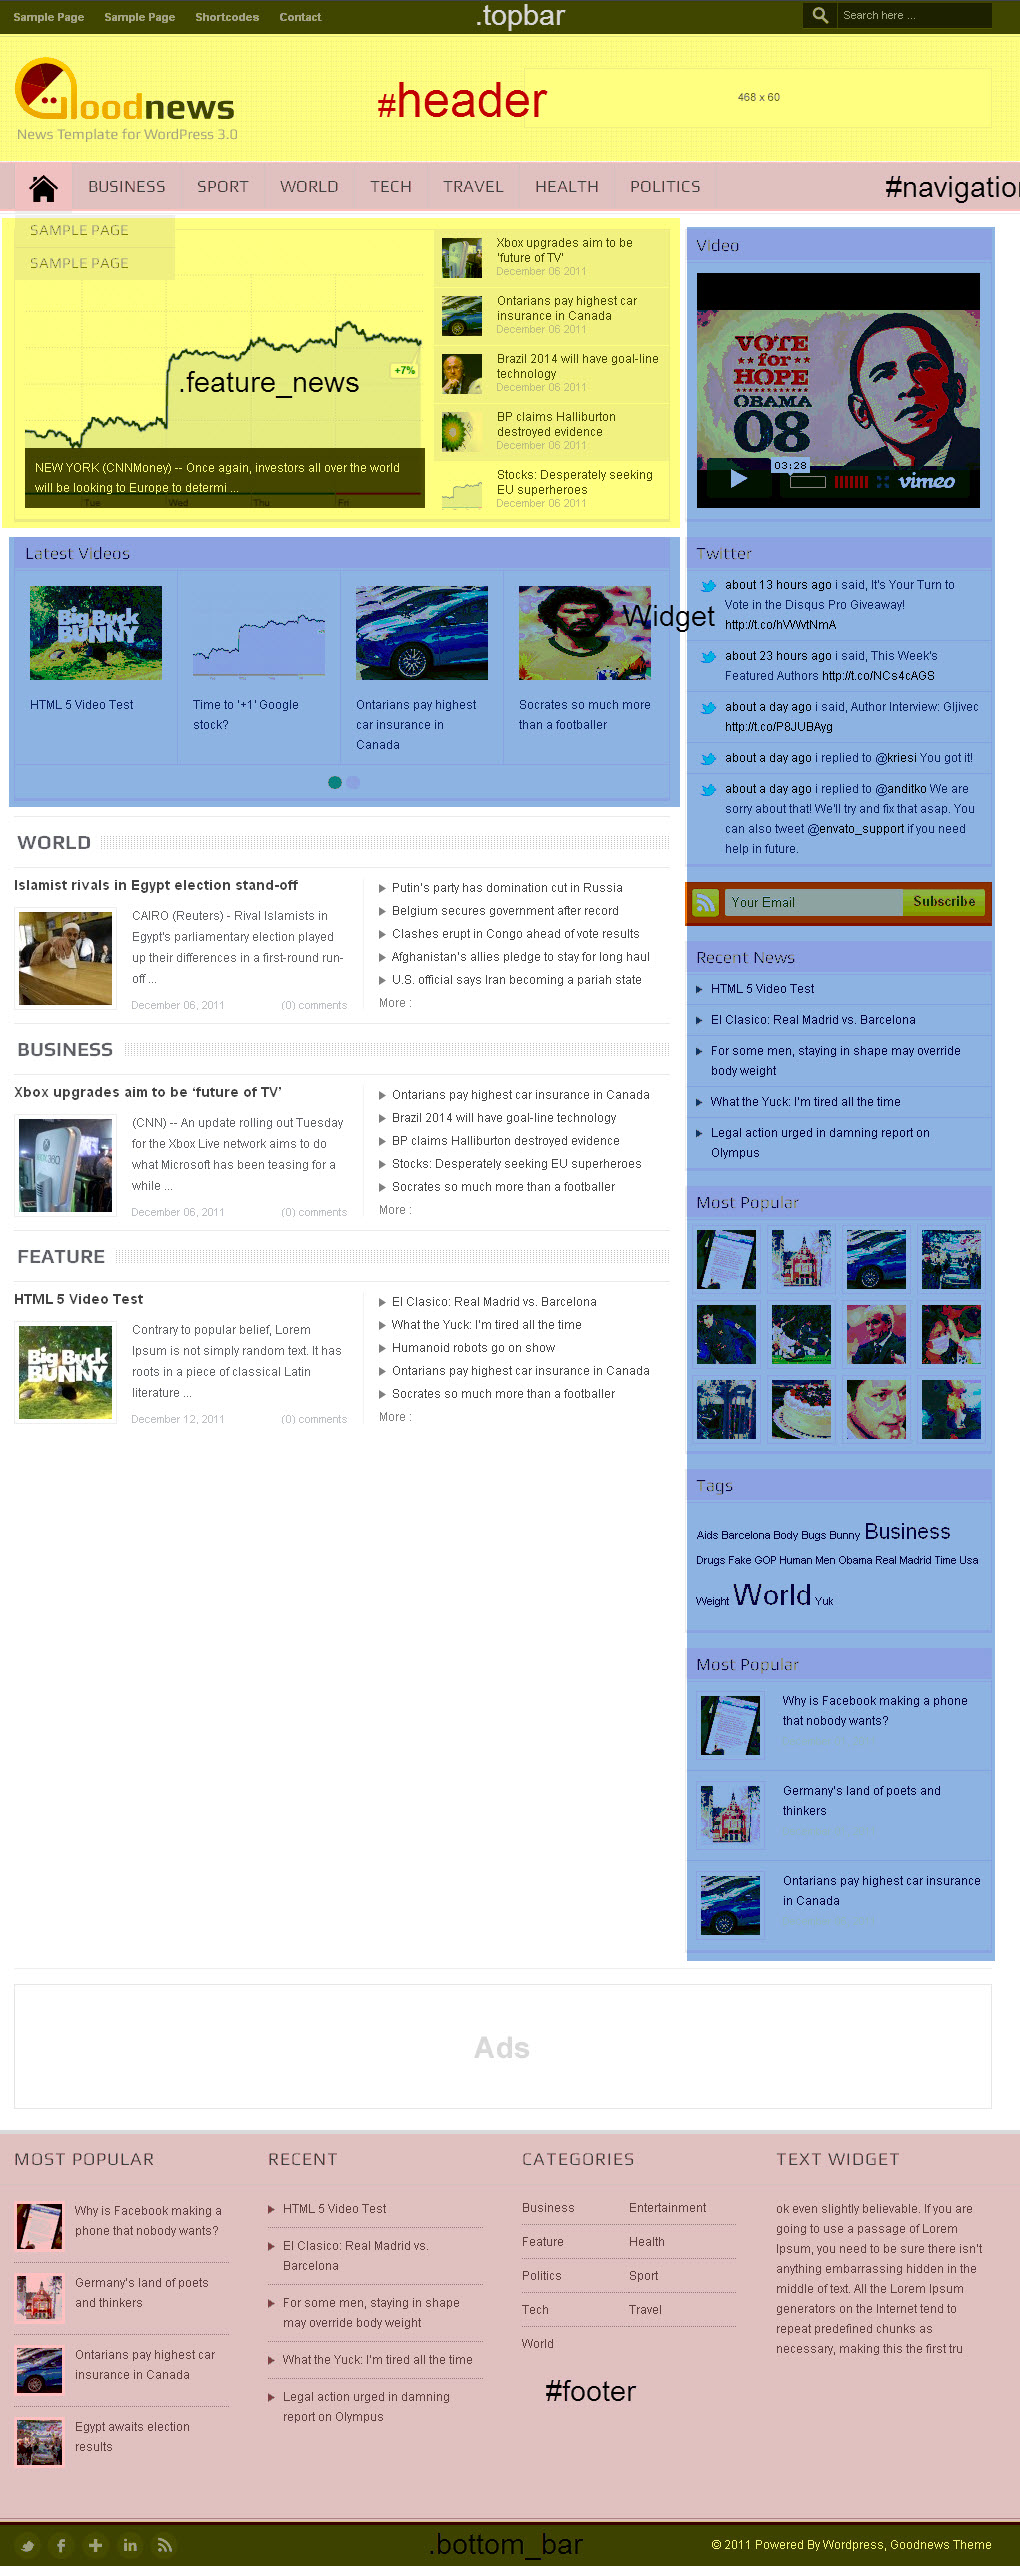 Sample Page Sample Page Shortcodes Contact
.topbar
Search here ...
goodnews
News Template for WordPress 3.0
#header
468 x 60
BUSINESS SPORT WORLD TECH TRAVEL HEALTH POLITICS
#navigation
SAMPLE PAGE
SAMPLE PAGE
+7%
.feature_news
NEW YORK (CNNMoney) -- Once again, investors all over the world
will be looking to Europe to determi ...
Tue Wed Thu Fri
Xbox upgrades aim to be
'future of TV'
December 06 2011
Ontarians pay highest car
insurance in Canada
December 06 2011
Brazil 2014 will have goal-line
technology
December 06 2011
BP claims Halliburton
destroyed evidence
December 06 2011
Stocks: Desperately seeking
EU superheroes
December 06 2011
Video
VOTE
for
HOPE
OBAMA
08
03:28
vimeo
Latest Videos
Big Buck
BUNNY
HTML 5 Video Test
Time to '+1' Google
stock?
Ontarians pay highest
car insurance in
Canada
Socrates so much more
than a footballer
Widget
Twitter
about 13 hours ago i said, It's Your Turn to
Vote in the Disqus Pro Giveaway!
http://t.co/hVWvtNmA
about 23 hours ago i said, This Week's
Featured Authors http://t.co/NCs4cAGS
about a day ago i said, Author Interview: Gljivec
http://t.co/P8JUBAyg
about a day ago i replied to @kriesi You got it!
about a day ago i replied to @anditko We are
sorry about that! We'll try and fix that asap. You
can also tweet @envato_support if you need
help in future.
WORLD
Islamist rivals in Egypt election stand-off
CAIRO (Reuters) - Rival Islamists in
Egypt's parliamentary election played
up their differences in a first-round run-
off ...
December 06, 2011 (0) comments
Putin's party has domination cut in Russia
Belgium secures government after record
Clashes erupt in Congo ahead of vote results
Afghanistan's allies pledge to stay for long haul
U.S. official says Iran becoming a pariah state
More :
BUSINESS
Xbox upgrades aim to be ‘future of TV’
XBOX 360
(CNN) -- An update rolling out Tuesday
for the Xbox Live network aims to do
what Microsoft has been teasing for a
while ...
December 06, 2011 (0) comments
Ontarians pay highest car insurance in Canada
Brazil 2014 will have goal-line technology
BP claims Halliburton destroyed evidence
Stocks: Desperately seeking EU superheroes
Socrates so much more than a footballer
More :
FEATURE
HTML 5 Video Test
Big Buck
BUNNY
Contrary to popular belief, Lorem
Ipsum is not simply random text. It has
roots in a piece of classical Latin
literature ...
December 12, 2011 (0) comments
El Clasico: Real Madrid vs. Barcelona
What the Yuck: I'm tired all the time
Humanoid robots go on show
Ontarians pay highest car insurance in Canada
Socrates so much more than a footballer
More :
Your Email Subscribe
Recent News
HTML 5 Video Test
El Clasico: Real Madrid vs. Barcelona
For some men, staying in shape may override
body weight
What the Yuck: I'm tired all the time
Legal action urged in damning report on
Olympus
Most Popular
Tags
Aids Barcelona Body Bugs Bunny Business
Drugs Fake GOP Human Men Obama Real Madrid Time Usa
Weight World Yuk
Most Popular
Why is Facebook making a phone
that nobody wants?
Germany's land of poets and
thinkers
Ontarians pay highest car insurance
in Canada
Ads
MOST POPULAR
Why is Facebook making a
phone that nobody wants?
Germany's land of poets
and thinkers
Ontarians pay highest car
insurance in Canada
Egypt awaits election
results
RECENT
HTML 5 Video Test
El Clasico: Real Madrid vs.
Barcelona
For some men, staying in shape
may override body weight
What the Yuck: I'm tired all the time
Legal action urged in damning
report on Olympus
CATEGORIES
Business Entertainment
Feature Health
Politics Sport
Tech Travel
World
TEXT WIDGET
ok even slightly believable. If you are
going to use a passage of Lorem
Ipsum, you need to be sure there isn't
anything embarrassing hidden in the
middle of text. All the Lorem Ipsum
generators on the Internet tend to
repeat predefined chunks as
necessary, making this the first tru
#footer
.bottom_bar
© 2011 Powered By Wordpress, Goodnews Theme